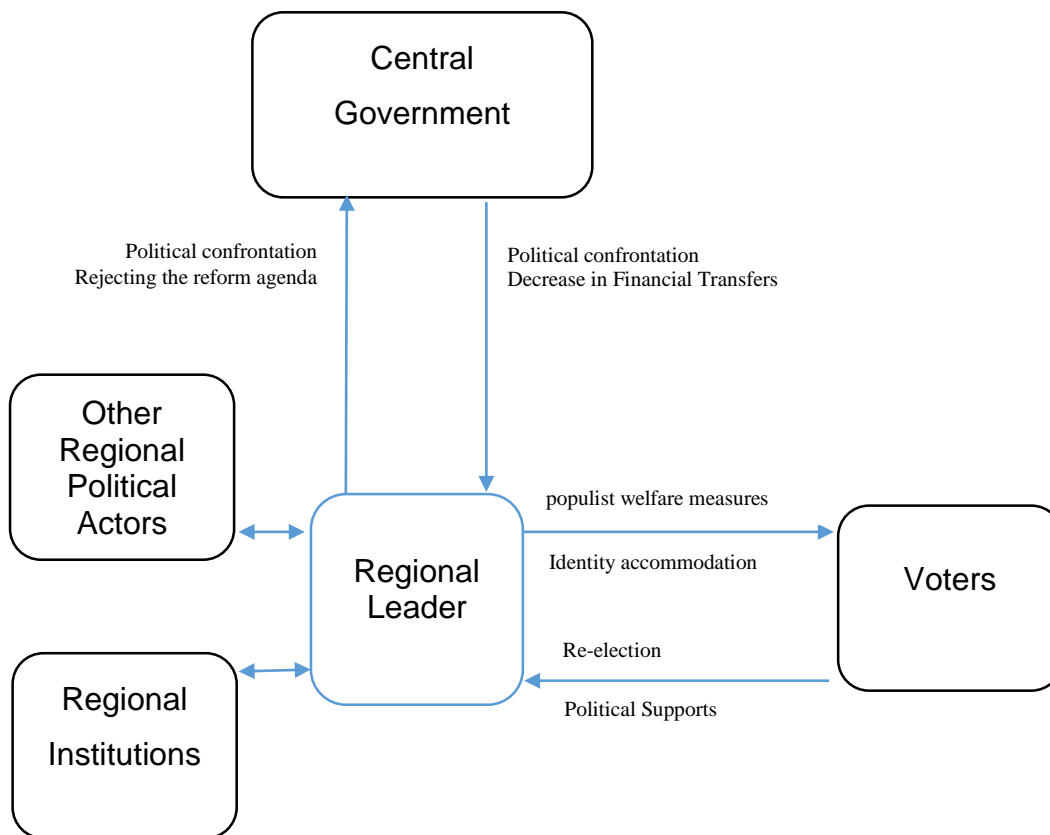 Central
Government
Political confrontation
Rejecting the reform agenda
Political confrontation
Decrease in Financial Transfers
Other
Regional
Political
Actors
populist welfare measures
Identity accommodation
Regional
Leader
Voters
Re-election
Political Supports
Regional
Institutions